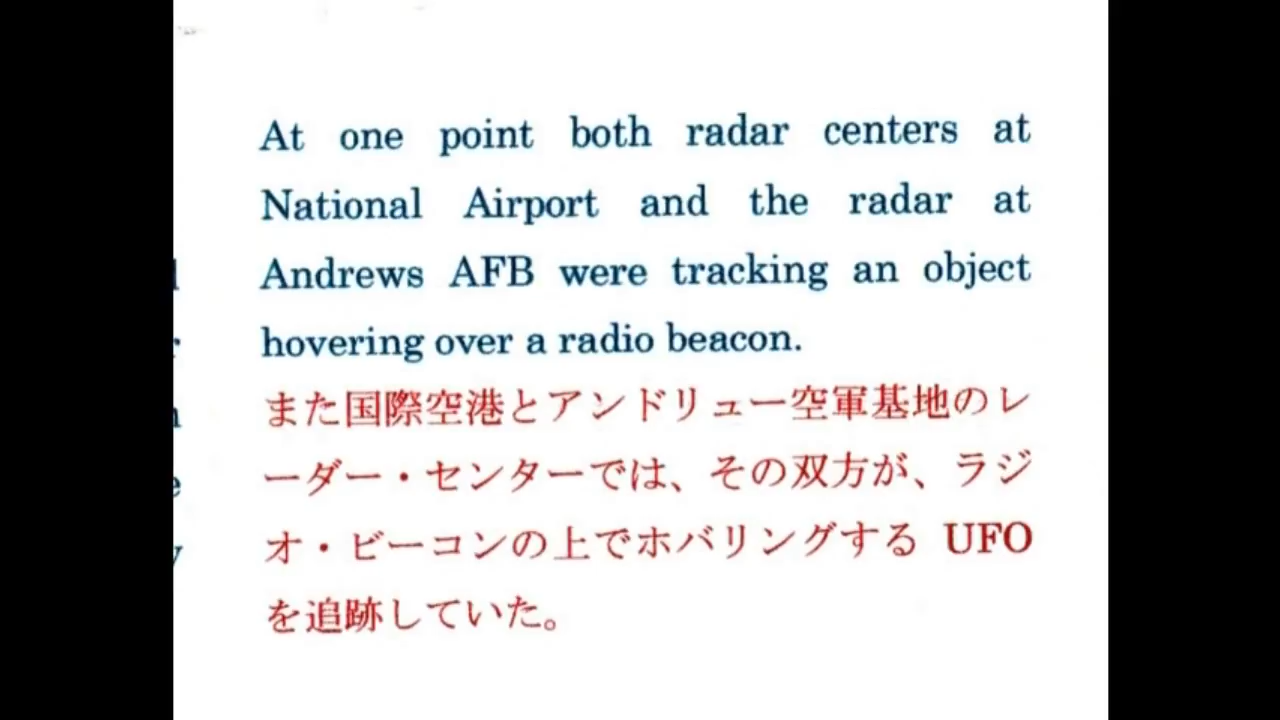 At one point both radar centers at
National Airport and the radar at
Andrews AFB were tracking an object
hovering over a radio beacon.
また国際空港とアンドリュー空軍基地のレ
ーダー・センターでは、その双方が、ラジ
オ・ビーコンの上でホバリングする UFO
を追跡していた。